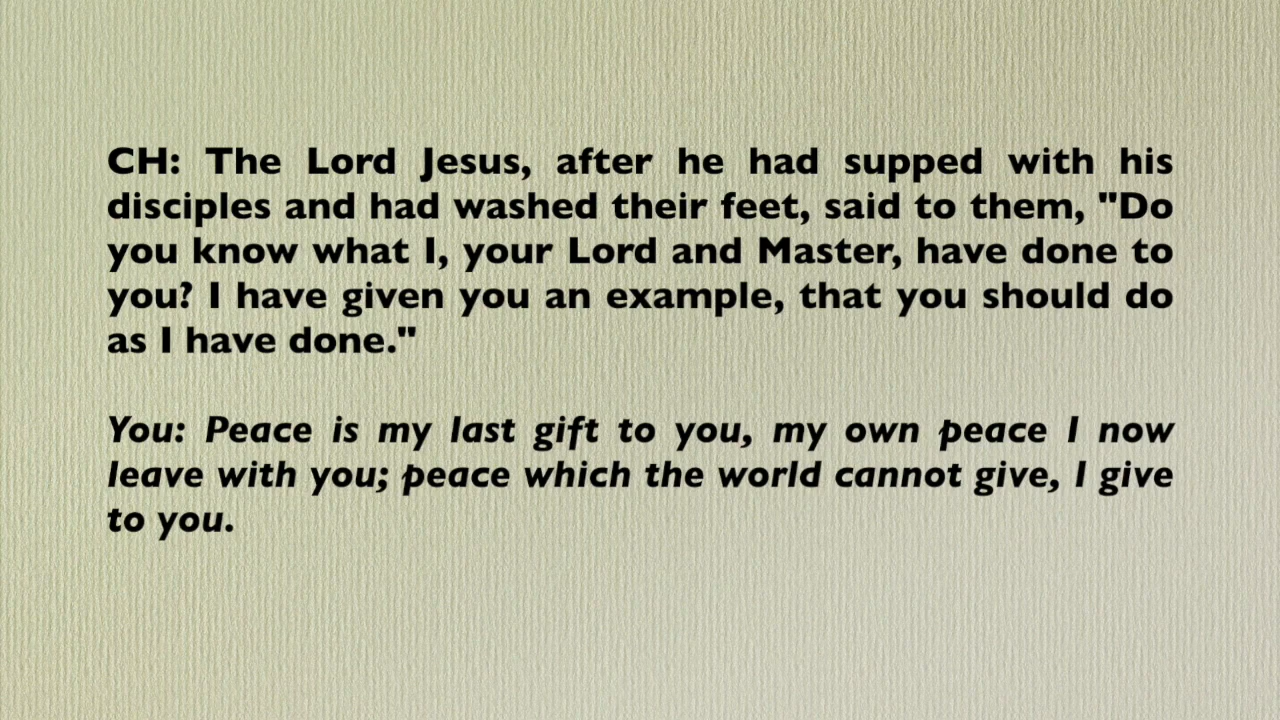 CH: The Lord Jesus, after he had supped with his
disciples and had washed their feet, said to them, "Do
you know what I, your Lord and Master, have done to
you? I have given you an example, that you should do
as I have done."
You: Peace is my last gift to you, my own peace I now
leave with you; peace which the world cannot give, I give
to you.